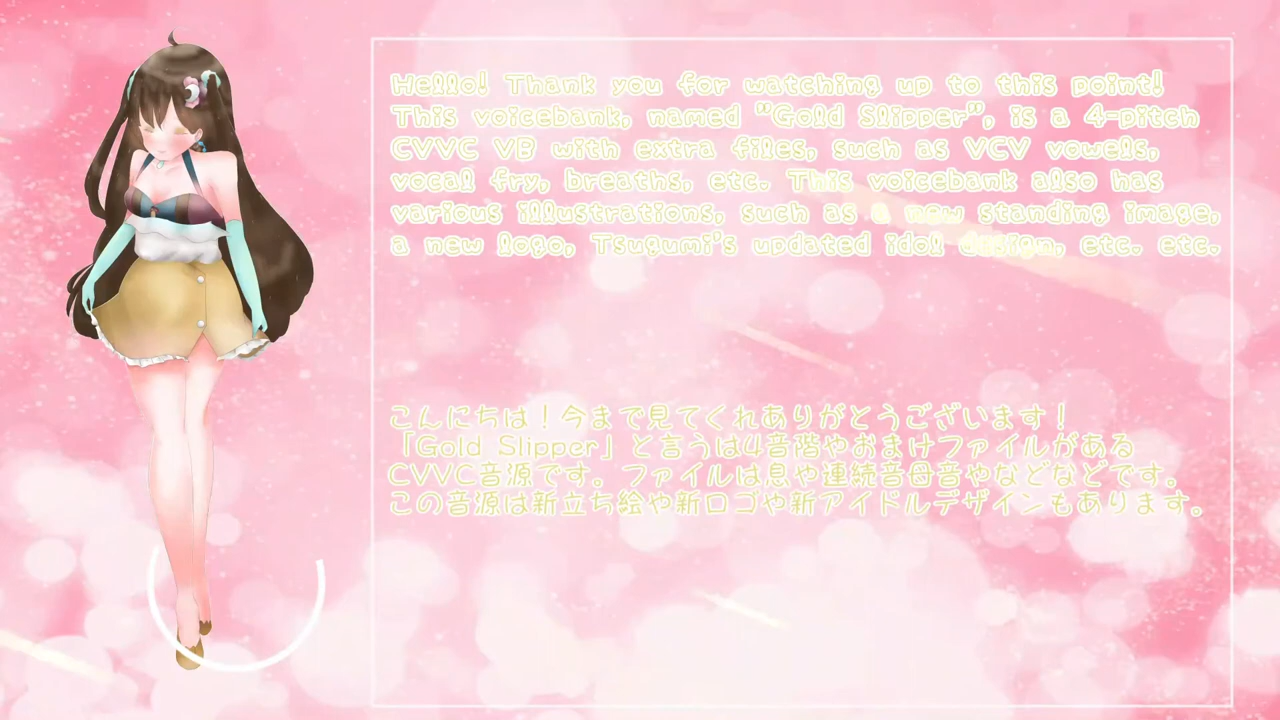 Hello! Thank you for watching up to this point!
This voicebank, named "Gold Slipper", is a 4-pitch
CVVC VB with extra files, such as VCV vowels,
vocal fry, breaths, etc. This voicebank also has
various illustrations, such as a new standing image,
a new logo, Tsugumi's updated idol design, etc. etc.
こんにちは！今まで見てくれありがとうございます！
「Gold Slipper」と言うは4音階やおまけファイルがある
CVVC音源です。ファイルは息や連続音母音やなどなどです。
この音源は新立ち絵や新ロゴや新アイドルデザインもあります。